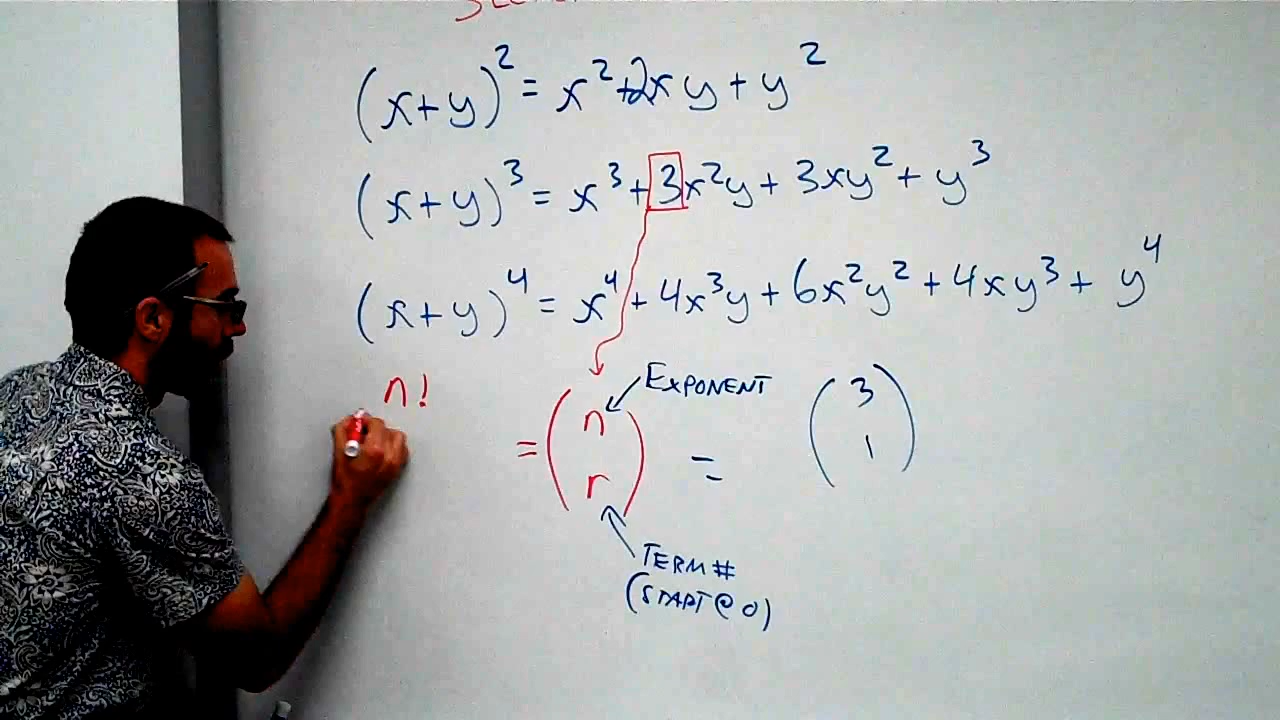 (x+y)² = x²+2xy+y²
(x+y)³ = x³+3x²y+3xy²+y³
(x+y)⁴ = x⁴+4x³y+6x²y²+4xy³+y⁴
n!
= (n r) = (3 1)
EXPONENT
TERM #
(START @ 0)